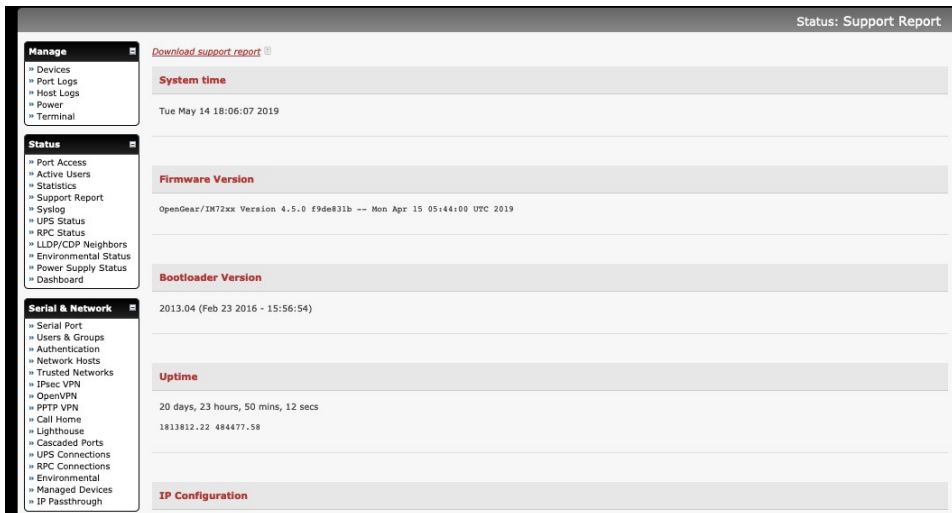 Status: Support Report
Manage
» Devices
» Port Logs
» Host Logs
» Power
» Terminal
Status
» Port Access
» Active Users
» Statistics
» Support Report
» Syslog
» UPS Status
» RPC Status
» LLDP/CDP Neighbors
» Environmental Status
» Power Supply Status
» Dashboard
Serial & Network
» Serial Port
» Users & Groups
» Authentication
» Network Hosts
» Trusted Networks
» IPsec VPN
» OpenVPN
» PPTP VPN
» Call Home
» Lighthouse
» Cascaded Ports
» UPS Connections
» RPC Connections
» Environmental
» Managed Devices
» IP Passthrough
Download support report
System time
Tue May 14 18:06:07 2019
Firmware Version
OpenGear/IM72xx Version 4.5.0 f9de831b -- Mon Apr 15 05:44:00 UTC 2019
Bootloader Version
2013.04 (Feb 23 2016 - 15:56:54)
Uptime
20 days, 23 hours, 50 mins, 12 secs
1813812.22 484477.58
IP Configuration